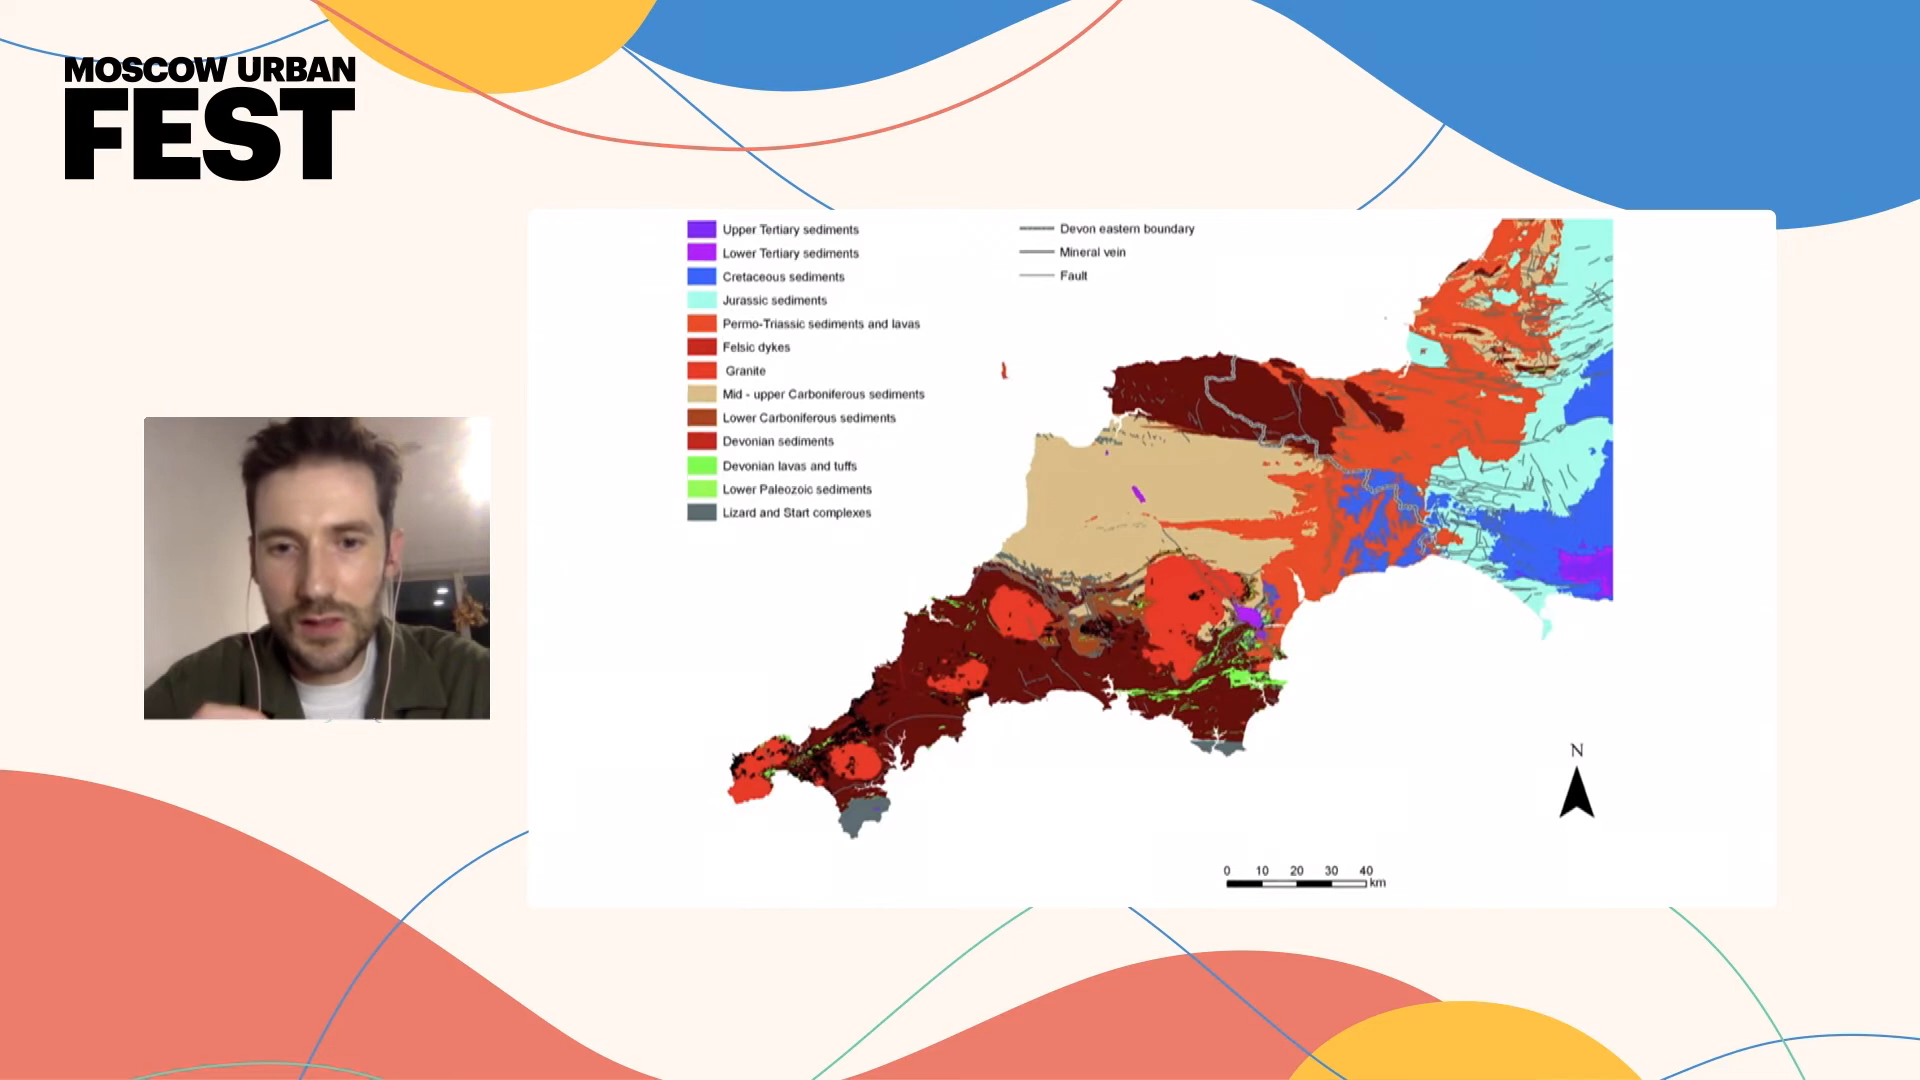 MOSCOW URBAN
FEST
Upper Tertiary sediments
Lower Tertiary sediments
Cretaceous sediments
Jurassic sediments
Permo-Triassic sediments and lavas
Felsic dykes
Granite
Mid - upper Carboniferous sediments
Lower Carboniferous sediments
Devonian sediments
Devonian lavas and tuffs
Lower Paleozoic sediments
Lizard and Start complexes
Devon eastern boundary
Mineral vein
Fault
N
0 10 20 30 40
km